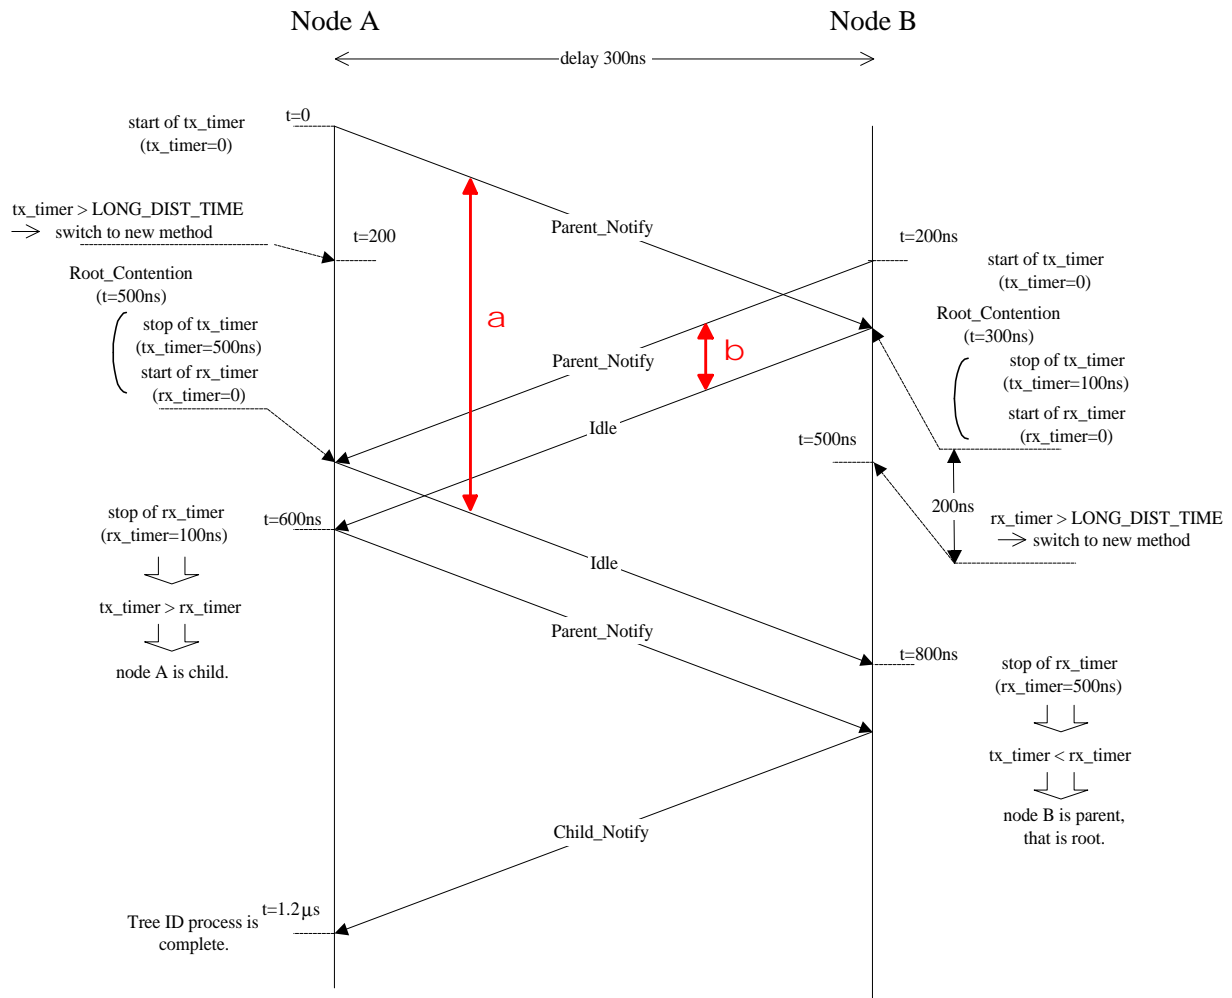 Node A
Node B
delay 300ns
t=0
start of tx_timer
(tx_timer=0)
tx_timer > LONG_DIST_TIME
switch to new method
Parent_Notify
t=200
t=200ns
start of tx_timer
(tx_timer=0)
Root_Contention
(t=500ns)
stop of tx_timer
(tx_timer=500ns)
start of rx_timer
(rx_timer=0)
a
b
Parent_Notify
Root_Contention
(t=300ns)
stop of tx_timer
(tx_timer=100ns)
start of rx_timer
(rx_timer=0)
Idle
t=500ns
200ns
rx_timer > LONG_DIST_TIME
switch to new method
stop of rx_timer
(rx_timer=100ns)
t=600ns
Idle
tx_timer > rx_timer
node A is child.
Parent_Notify
t=800ns
stop of rx_timer
(rx_timer=500ns)
tx_timer < rx_timer
node B is parent,
that is root.
Child_Notify
t=1.2μs
Tree ID process is
complete.